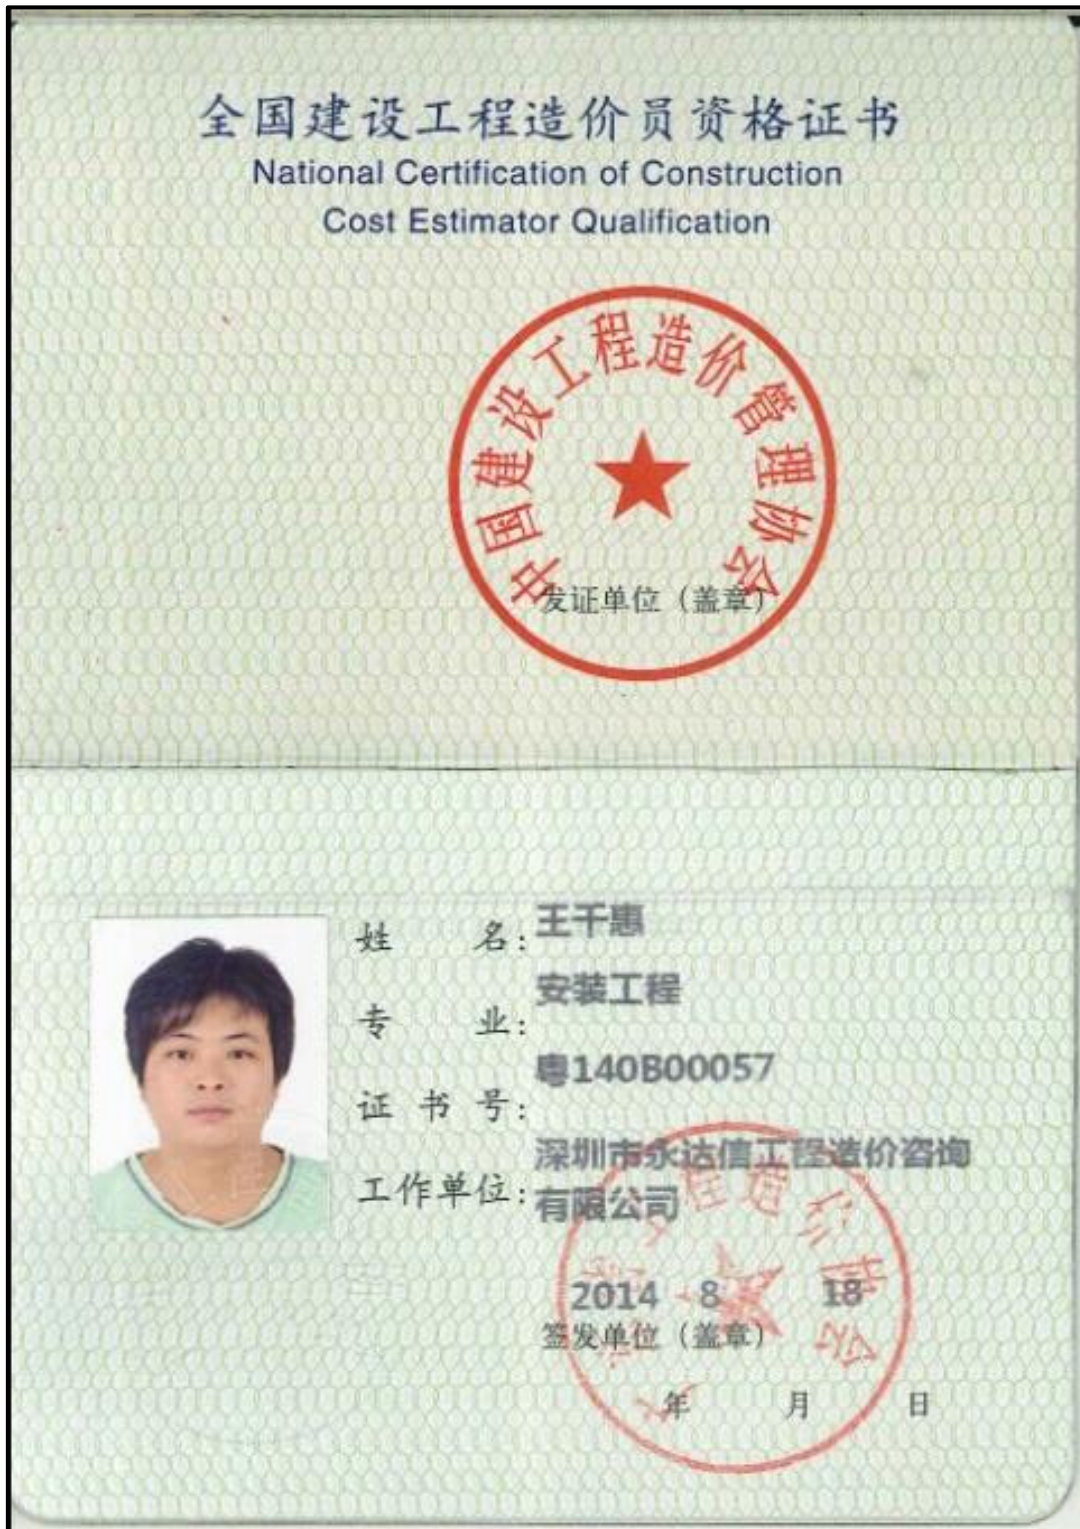 全国建设工程造价员资格证书
National Certification of Construction
Cost Estimator Qualification
中国建设工程造价管理协会
发证单位（盖章）
姓 名：王千惠
专 业：安装工程
证 书 号：粤140B00057
工作单位：深圳市永达信工程造价咨询
有限公司
2014 8 18
签发单位（盖章）
年 月 日